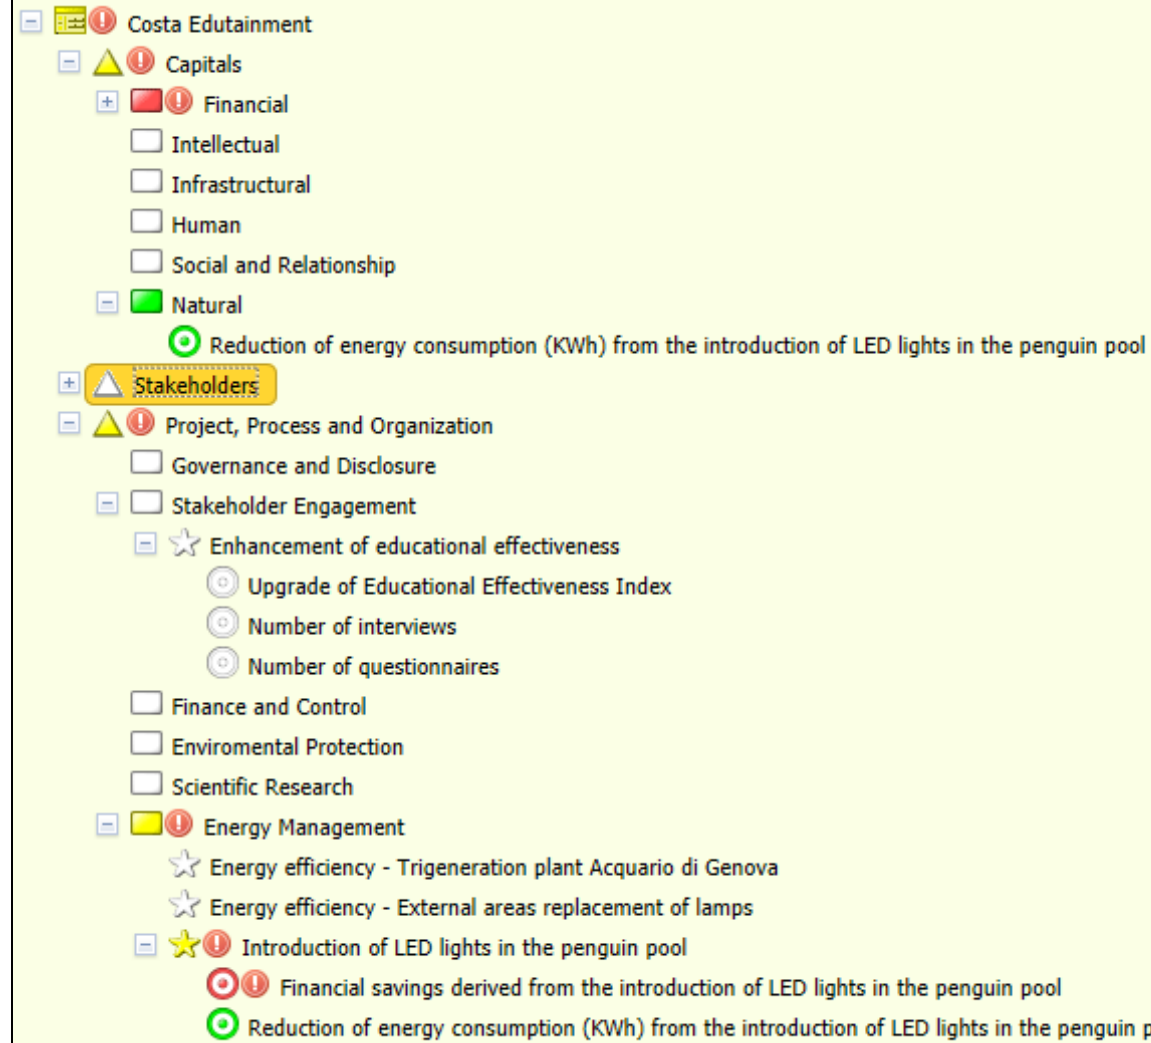 Costa Edutainment
Capitals
Financial
Intellectual
Infrastructural
Human
Social and Relationship
Natural
Reduction of energy consumption (KWh) from the introduction of LED lights in the penguin pool
Stakeholders
Project, Process and Organization
Governance and Disclosure
Stakeholder Engagement
Enhancement of educational effectiveness
Upgrade of Educational Effectiveness Index
Number of interviews
Number of questionnaires
Finance and Control
Enviromental Protection
Scientific Research
Energy Management
Energy efficiency - Trigeneration plant Acquario di Genova
Energy efficiency - External areas replacement of lamps
Introduction of LED lights in the penguin pool
Financial savings derived from the introduction of LED lights in the penguin pool
Reduction of energy consumption (KWh) from the introduction of LED lights in the penguin p